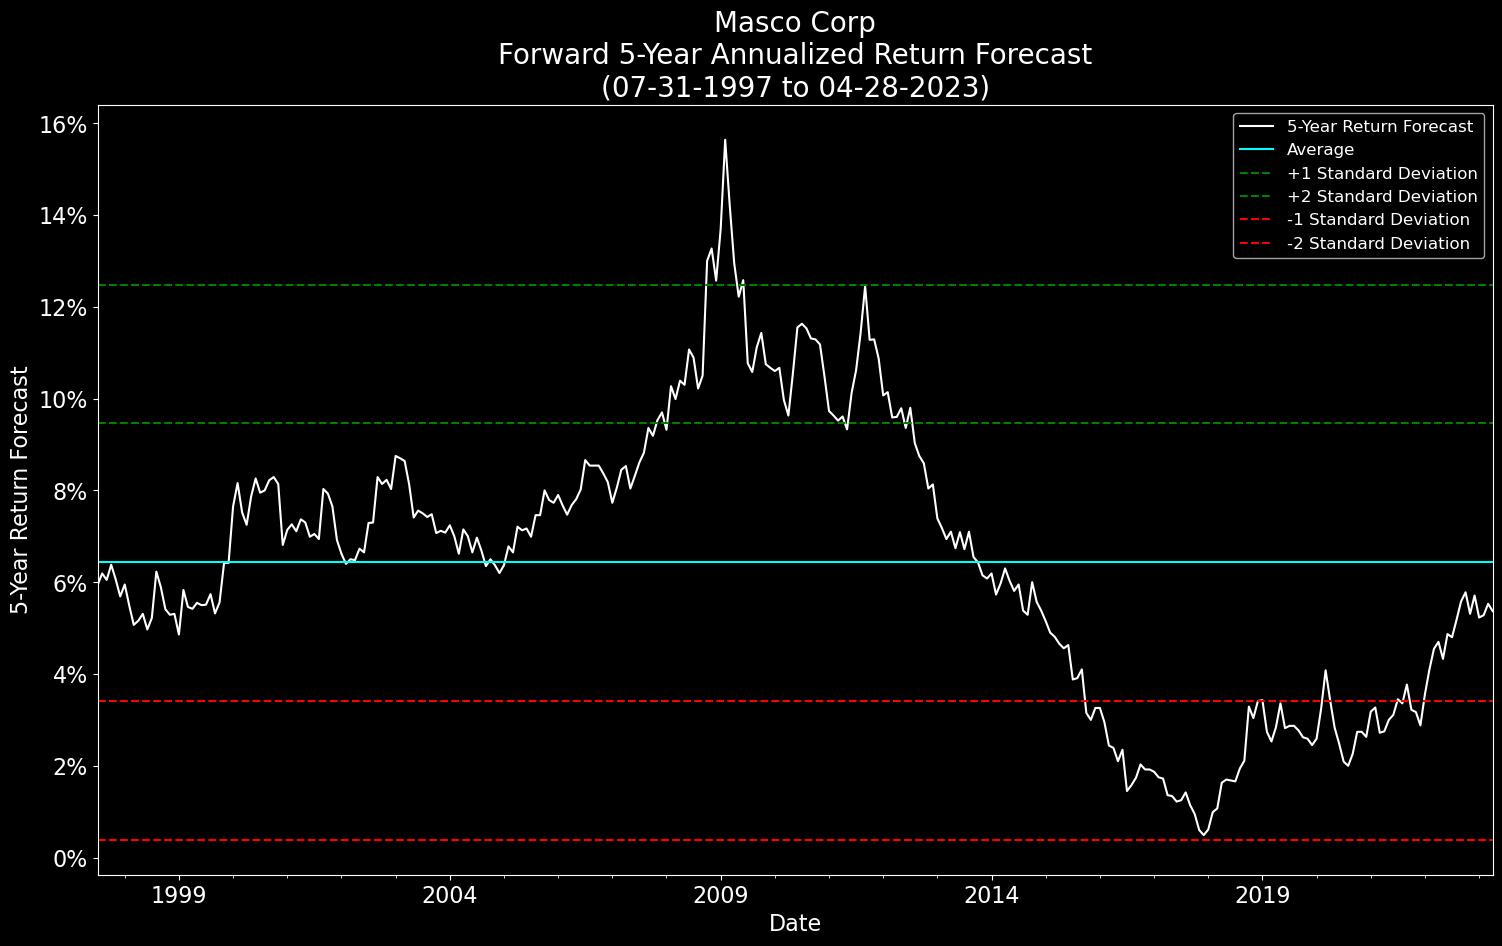 Masco Corp
Forward 5-Year Annualized Return Forecast
(07-31-1997 to 04-28-2023)
5-Year Return Forecast
Average
+1 Standard Deviation
+2 Standard Deviation
-1 Standard Deviation
-2 Standard Deviation
16%
14%
12%
10%
8%
6%
4%
2%
0%
5-Year Return Forecast
1999 2004 2009 2014 2019
Date